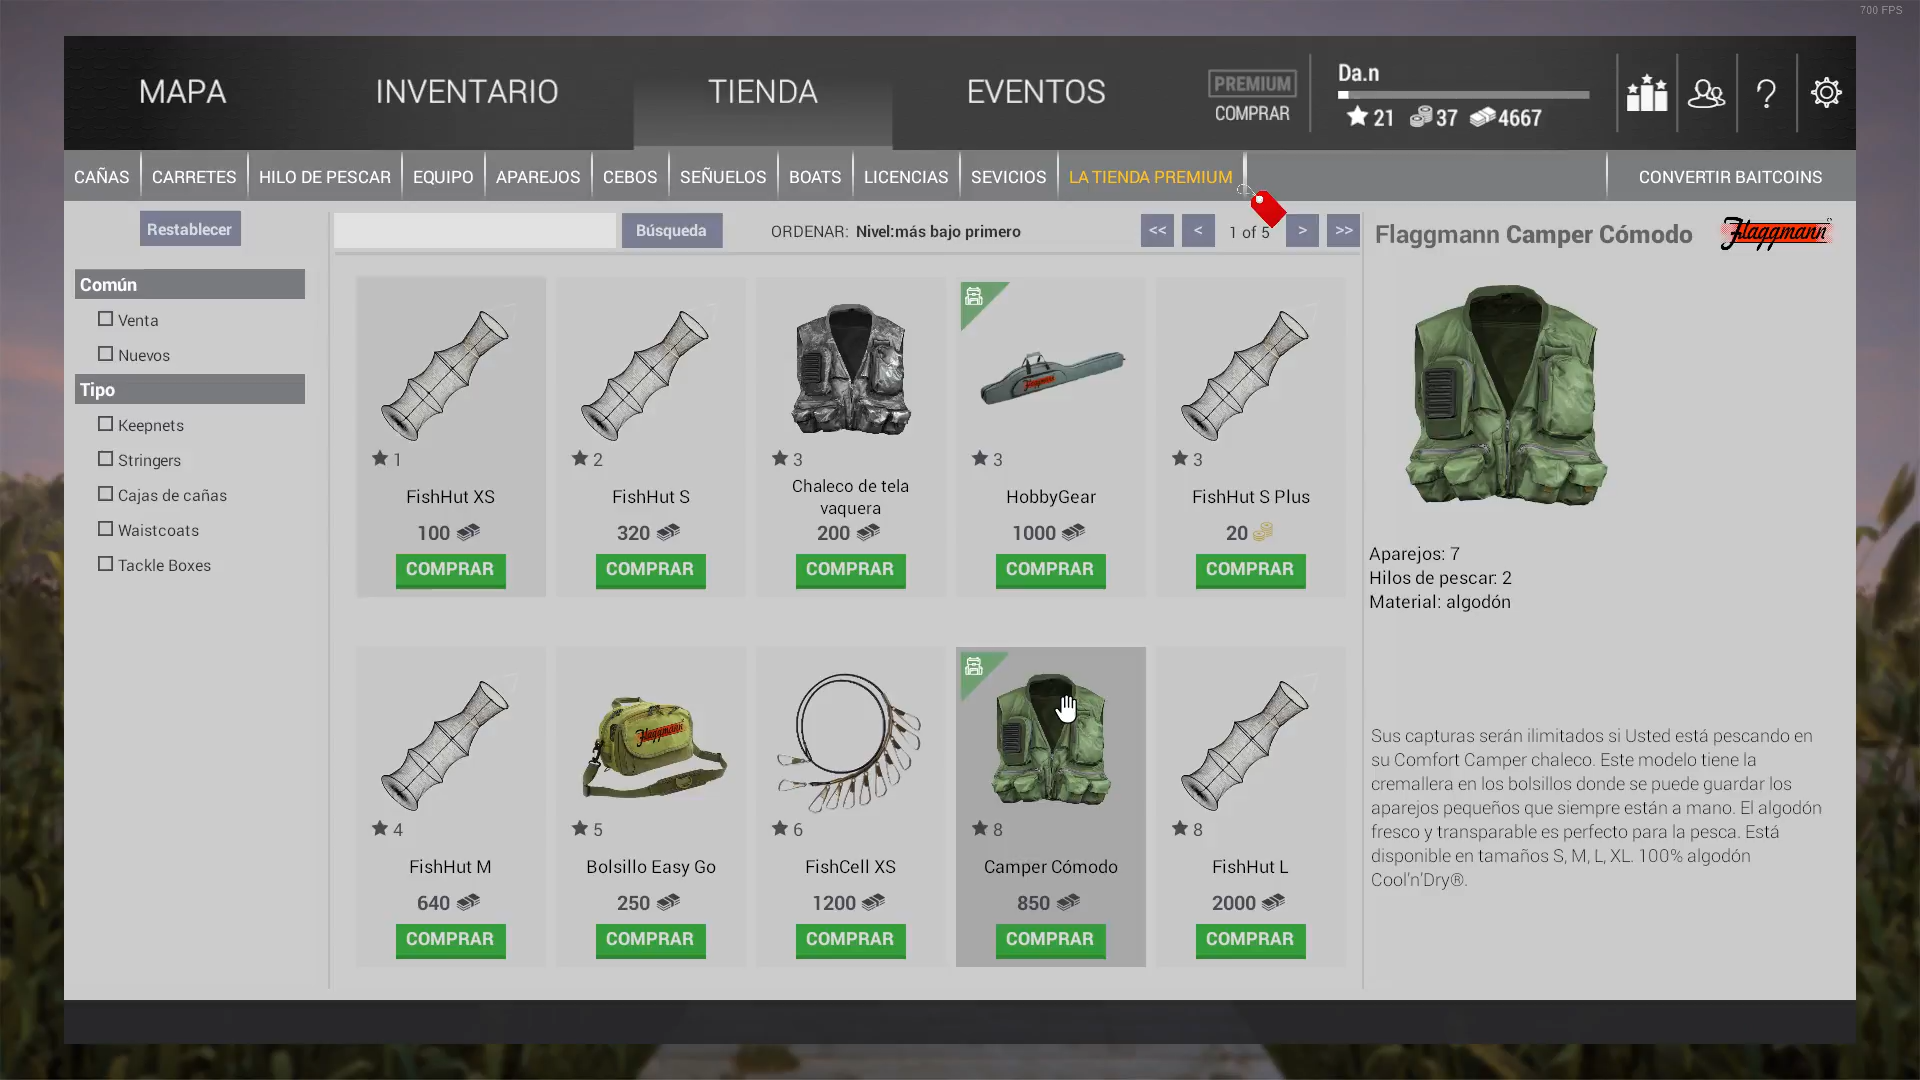 700 FPS
MAPA
INVENTARIO
TIENDA
EVENTOS
PREMIUM
COMPRAR
Da.n
21 37 4667
CAÑAS
CARRETES
HILO DE PESCAR
EQUIPO
APAREJOS
CEBOS
SEÑUELOS
BOATS
LICENCIAS
SEVICIOS
LA TIENDA PREMIUM
CONVERTIR BAITCOINS
Restablecer
Búsqueda
ORDENAR: Nivel:más bajo primero
<<
<
1 of 5
>
>>
Común
Venta
Nuevos
Tipo
Keepnets
Stringers
Cajas de cañas
Waistcoats
Tackle Boxes
1
FishHut XS
100
COMPRAR
2
FishHut S
320
COMPRAR
3
Chaleco de tela
vaquera
200
COMPRAR
Flaggmann
3
HobbyGear
1000
COMPRAR
3
FishHut S Plus
20
COMPRAR
4
FishHut M
640
COMPRAR
Flaggmann
5
Bolsillo Easy Go
250
COMPRAR
6
FishCell XS
1200
COMPRAR
8
Camper Cómodo
850
COMPRAR
8
FishHut L
2000
COMPRAR
Flaggmann Camper Cómodo
Flaggmann
Aparejos: 7
Hilos de pescar: 2
Material: algodón
Sus capturas serán ilimitados si Usted está pescando en
su Comfort Camper chaleco. Este modelo tiene la
cremallera en los bolsillos donde se puede guardar los
aparejos pequeños que siempre están a mano. El algodón
fresco y transparable es perfecto para la pesca. Está
disponible en tamaños S, M, L, XL. 100% algodón
Cool'n'Dry®.